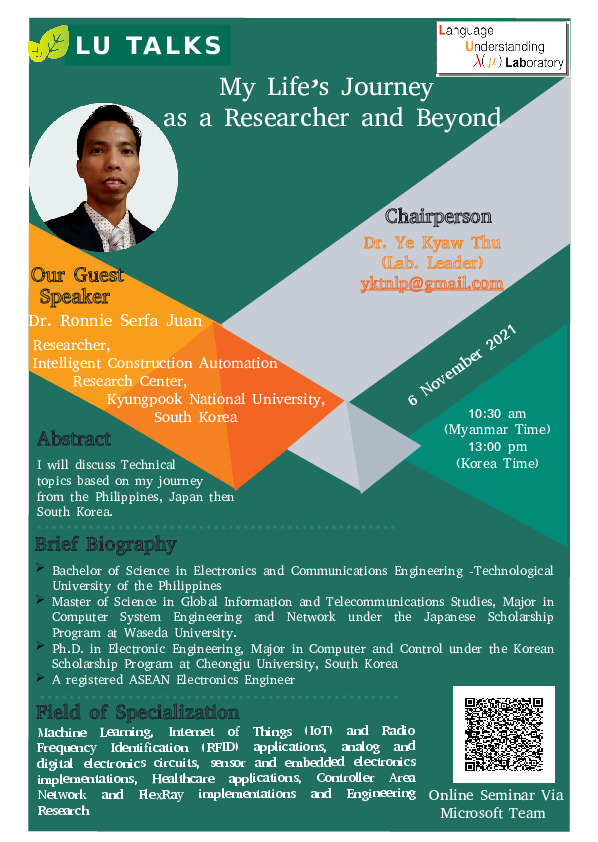 LU TALKS
Language
Understanding
λ(μ) Laboratory
My Life's Journey
as a Researcher and Beyond
Chairperson
Dr. Ye Kyaw Thu
(Lab. Leader)
yktnlp@gmail.com
Our Guest
Speaker
Dr. Ronnie Serfa Juan
Researcher,
Intelligent Construction Automation
Research Center,
Kyungpook National University,
South Korea
6 November 2021
10:30 am
(Myanmar Time)
13:00 pm
(Korea Time)
Abstract
I will discuss Technical
topics based on my journey
from the Philippines, Japan then
South Korea.
Brief Biography
➢ Bachelor of Science in Electronics and Communications Engineering -Technological
University of the Philippines
➢ Master of Science in Global Information and Telecommunications Studies, Major in
Computer System Engineering and Network under the Japanese Scholarship
Program at Waseda University.
➢ Ph.D. in Electronic Engineering, Major in Computer and Control under the Korean
Scholarship Program at Cheongju University, South Korea
➢ A registered ASEAN Electronics Engineer
Field of Specialization
Machine Learning, Internet of Things (IoT) and Radio
Frequency Identification (RFID) applications, analog and
digital electronics circuits, sensor and embedded electronics
implementations, Healthcare applications, Controller Area
Network and FlexRay implementations and Engineering
Research
Online Seminar Via
Microsoft Team